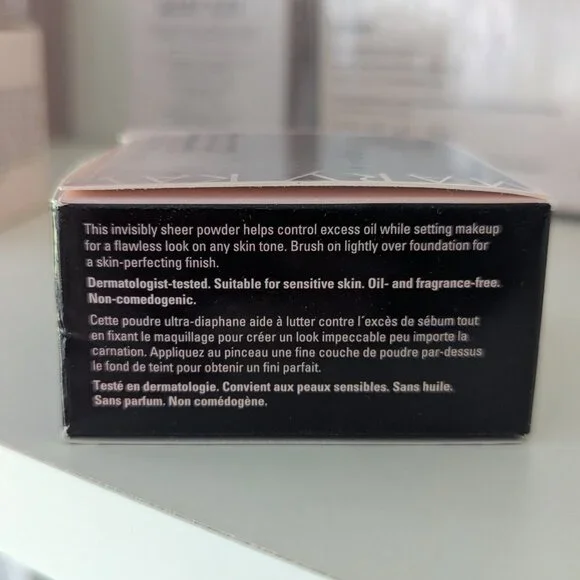 This invisibly sheer powder helps control excess oil while setting makeup
for a flawless look on any skin tone. Brush on lightly over foundation for
a skin-perfecting finish.
Dermatologist-tested. Suitable for sensitive skin. Oil- and fragrance-free.
Non-comedogenic.
Cette poudre ultra-diaphane aide à lutter contre l'excès de sébum tout
en fixant le maquillage pour créer un look impeccable peu importe la
carnation. Appliquez au pinceau une fine couche de poudre par-dessus
le fond de teint pour obtenir un fini parfait.
Testé en dermatologie. Convient aux peaux sensibles. Sans huile.
Sans parfum. Non comédogène.